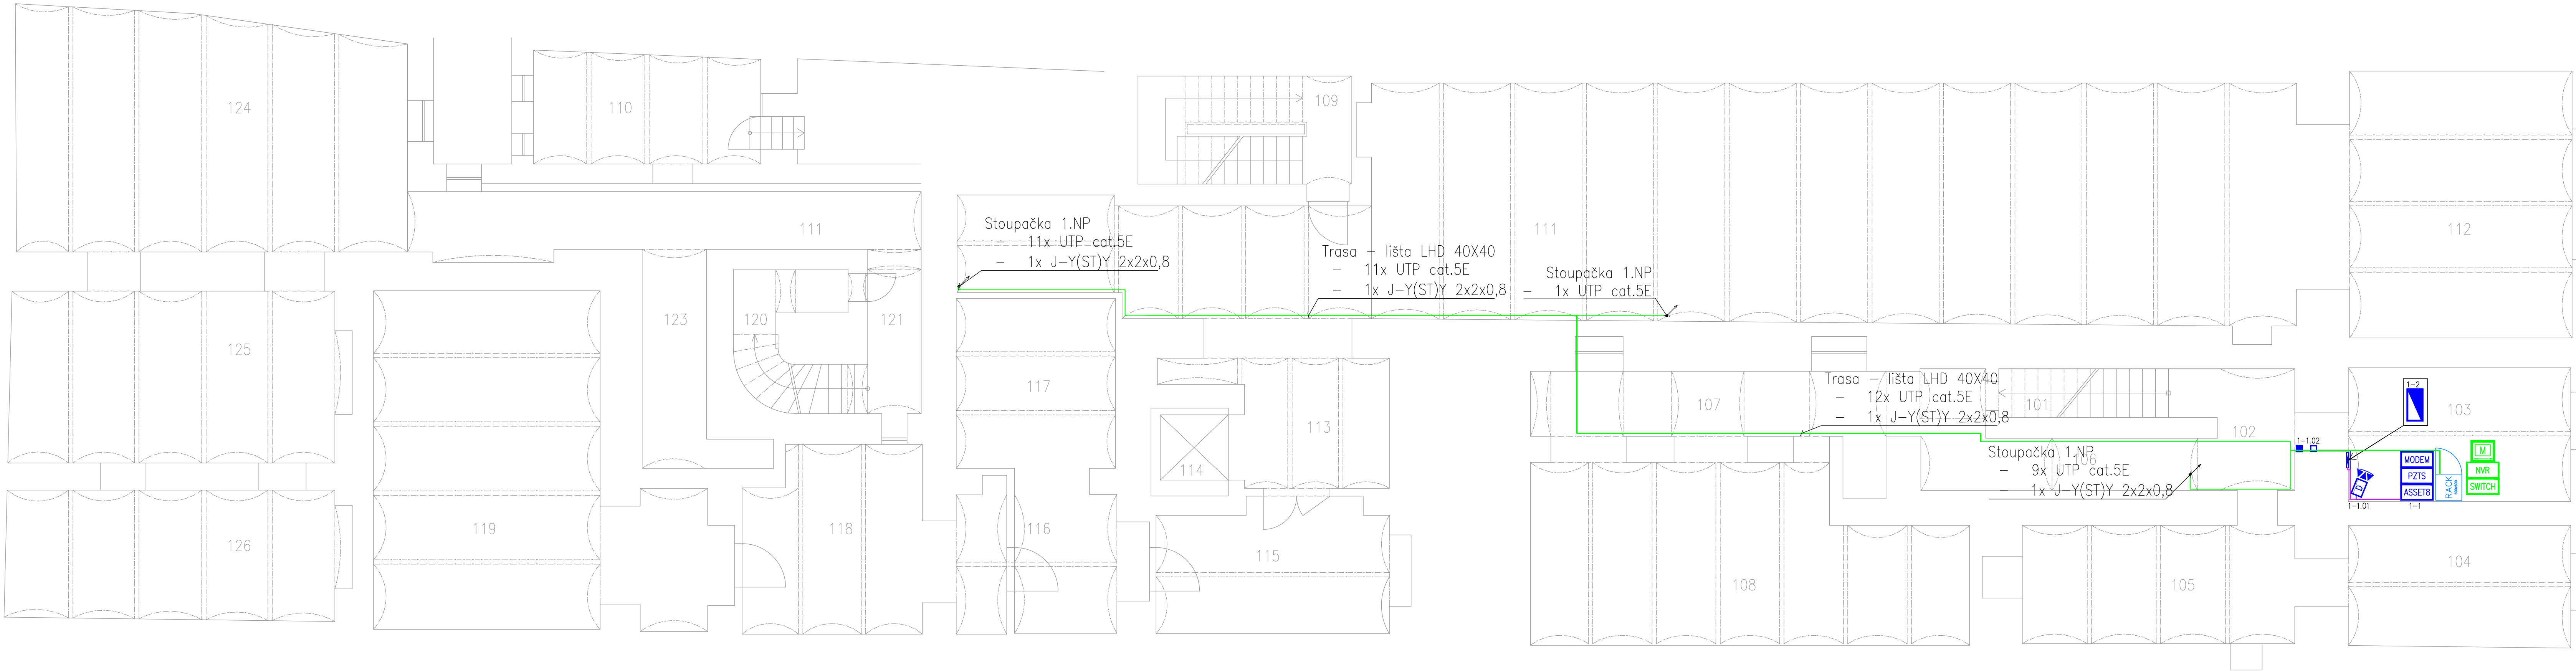 124
110
109
111
111
112
Stoupačka 1.NP
- 11x UTP cat.5E
- 1x J-Y(ST)Y 2x2x0,8
Trasa - lišta LHD 40X40
- 11x UTP cat.5E
- 1x J-Y(ST)Y 2x2x0,8
Stoupačka 1.NP
- 1x UTP cat.5E
123
120
121
125
117
107
Trasa - lišta LHD 40X40
- 12x UTP cat.5E
- 1x J-Y(ST)Y 2x2x0,8
101
102
1-2
103
113
114
106
Stoupačka 1.NP
- 9x UTP cat.5E
- 1x J-Y(ST)Y 2x2x0,8
1-1.02
MODEM
PZTS
ASSET8
D
RACK
M
NVR
SWITCH
1-1.01
1-1
126
119
118
116
115
108
105
104